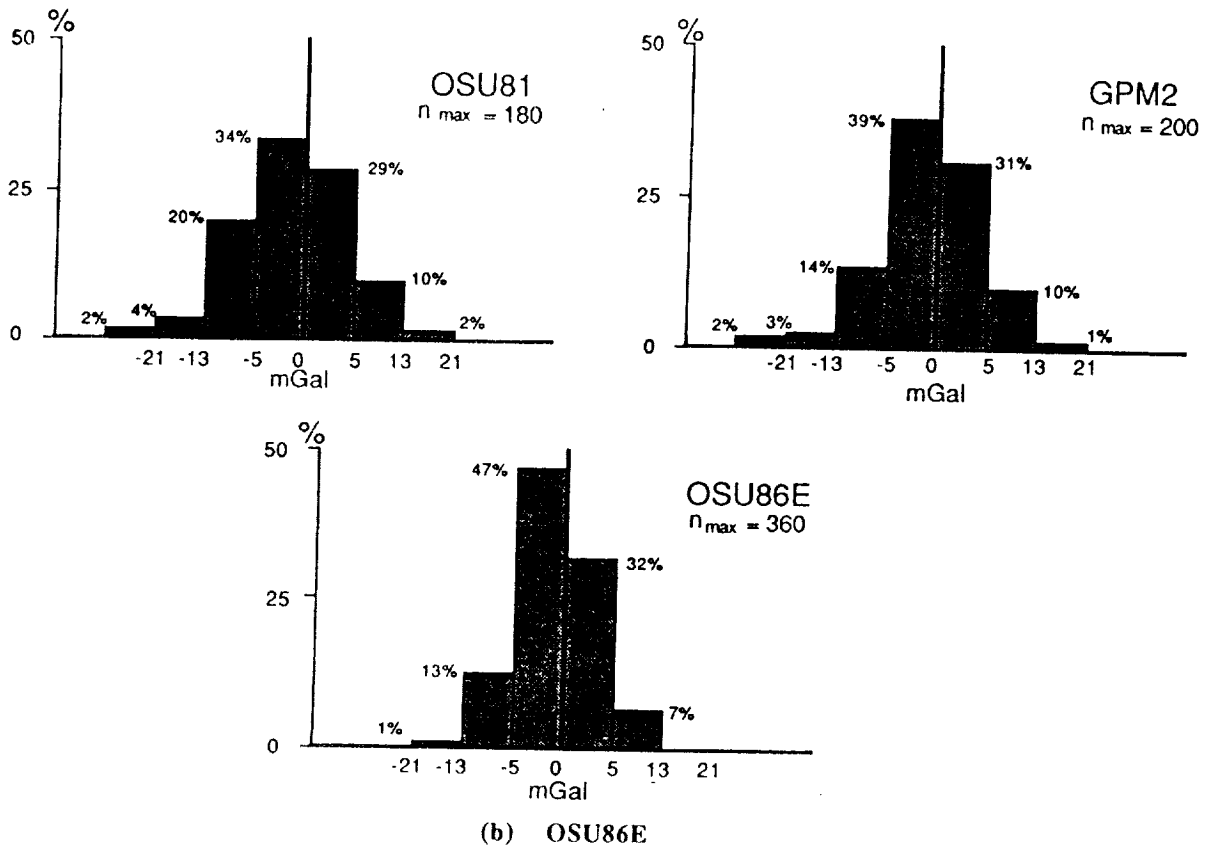 %
50
25
0
OSU81
n max = 180
2%
4%
20%
34%
29%
10%
2%
-21 -13 -5 0 5 13 21
mGal
%
50
25
0
GPM2
n max = 200
2%
3%
14%
39%
31%
10%
1%
-21 -13 -5 0 5 13 21
mGal
%
50
25
0
OSU86E
n max = 360
1%
13%
47%
32%
7%
-21 -13 -5 0 5 13 21
mGal
(b) OSU86E